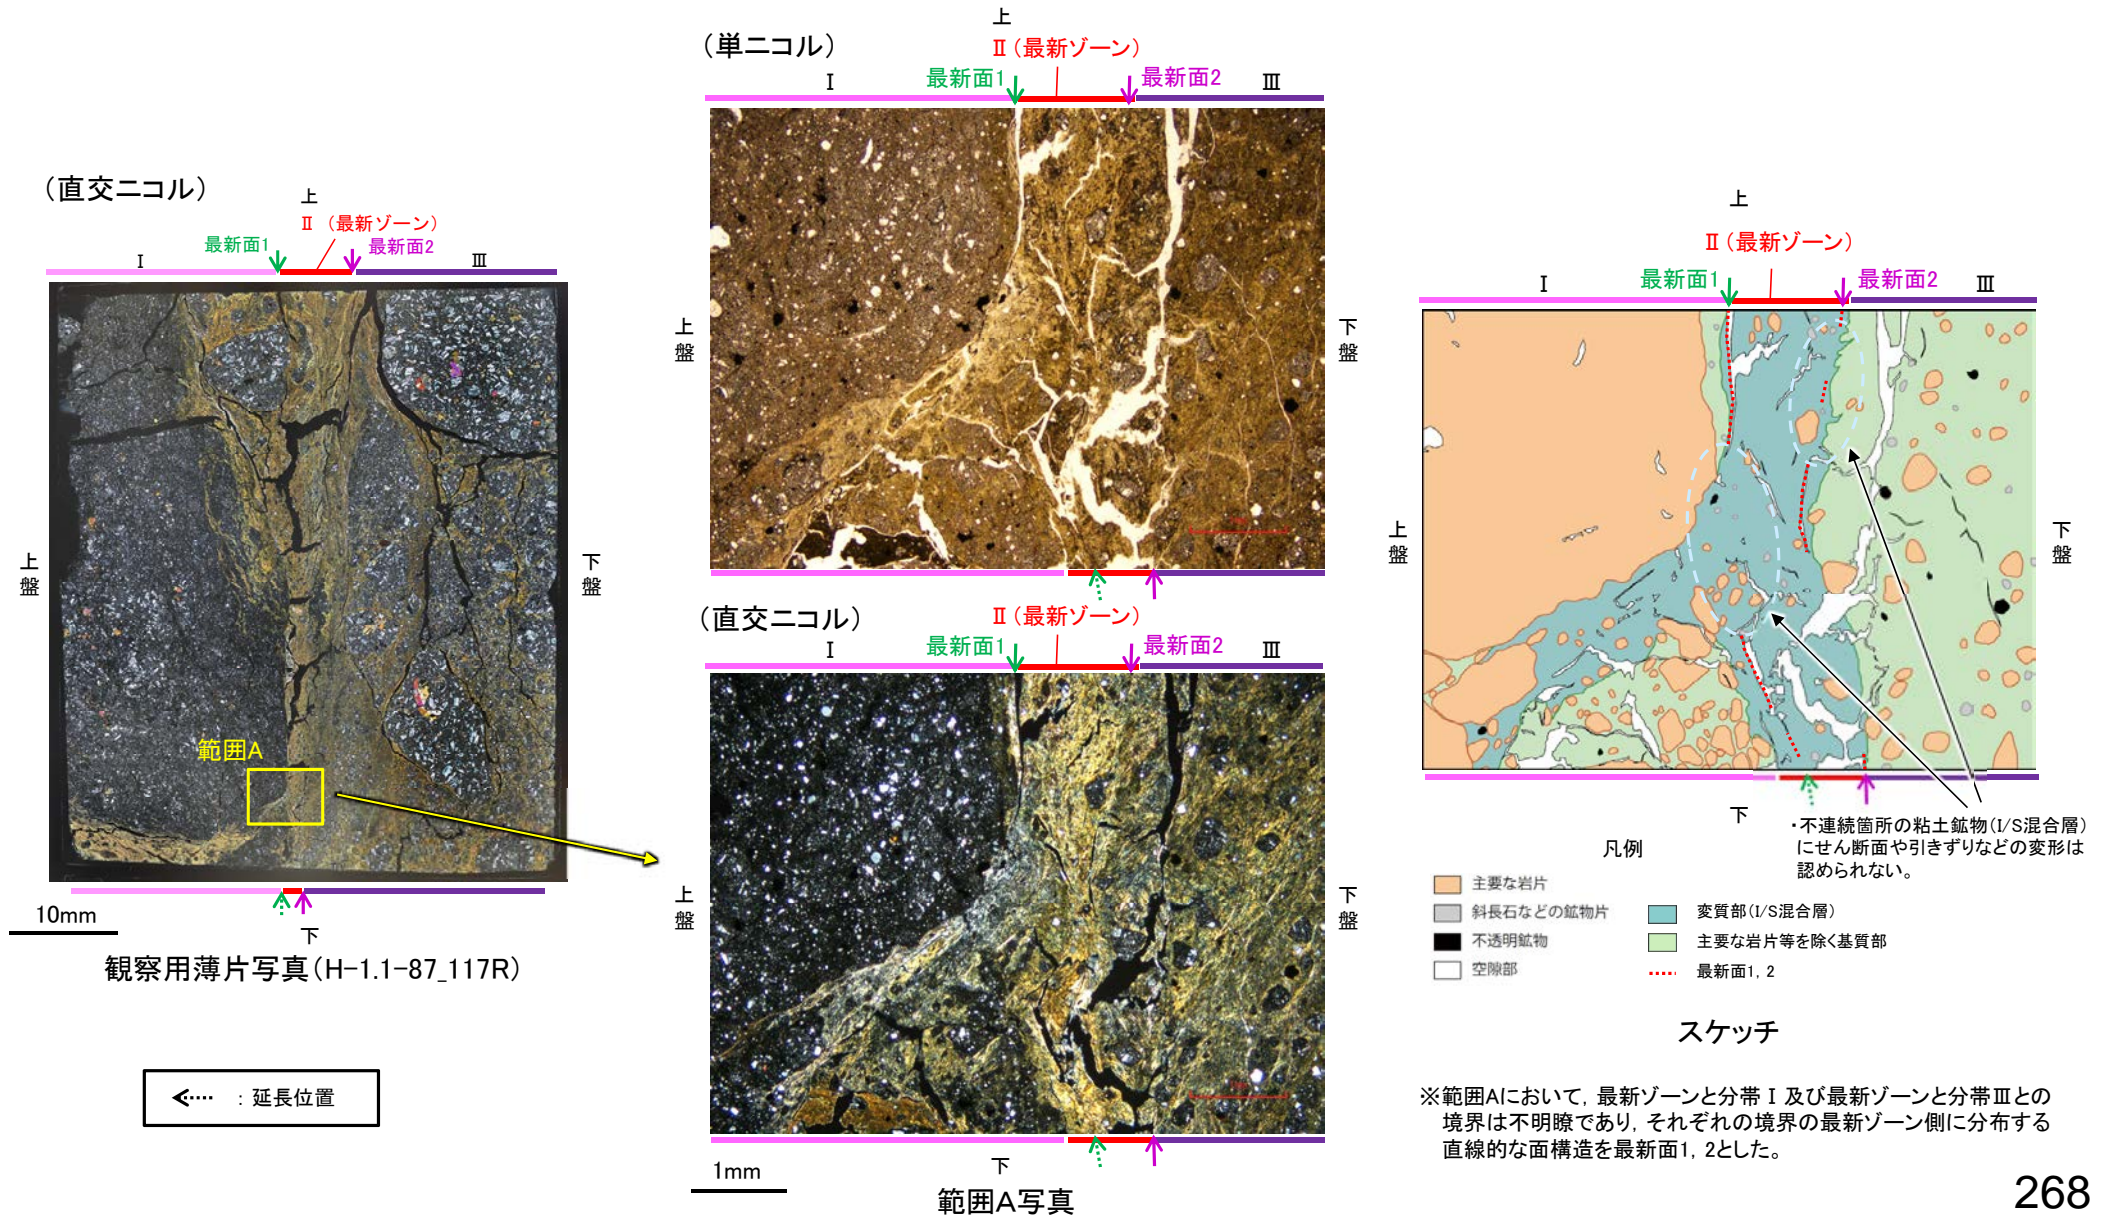 (直交ニコル)
上
Ⅱ (最新ゾーン)
最新面1
最新面2
Ⅰ
Ⅲ
上盤
下盤
範囲A
10mm
下
観察用薄片写真(H-1.1-87_117R)
:延長位置
(単ニコル)
上
Ⅱ(最新ゾーン)
Ⅰ
最新面1
最新面2
Ⅲ
上盤
下盤
(直交ニコル)
Ⅱ(最新ゾーン)
Ⅰ
最新面1
最新面2
Ⅲ
上盤
下盤
1mm
下
範囲A写真
上
Ⅱ(最新ゾーン)
Ⅰ
最新面1
最新面2
Ⅲ
上盤
下盤
下
・不連続箇所の粘土鉱物(I/S混合層)
にせん断面や引きずりなどの変形は
認められない。
凡例
主要な岩片
斜長石などの鉱物片
不透明鉱物
空隙部
変質部(I/S混合層)
主要な岩片等を除く基質部
最新面1, 2
スケッチ
※範囲Aにおいて, 最新ゾーンと分帯Ⅰ及び最新ゾーンと分帯Ⅲとの
境界は不明瞭であり, それぞれの境界の最新ゾーン側に分布する
直線的な面構造を最新面1, 2とした。
268